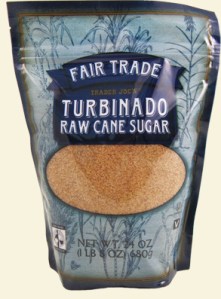 FAIR TRADE
TRADER JOE'S
TURBINADO
RAW CANE SUGAR
NET WT. 24 OZ
(1 LB 8 OZ) 680g